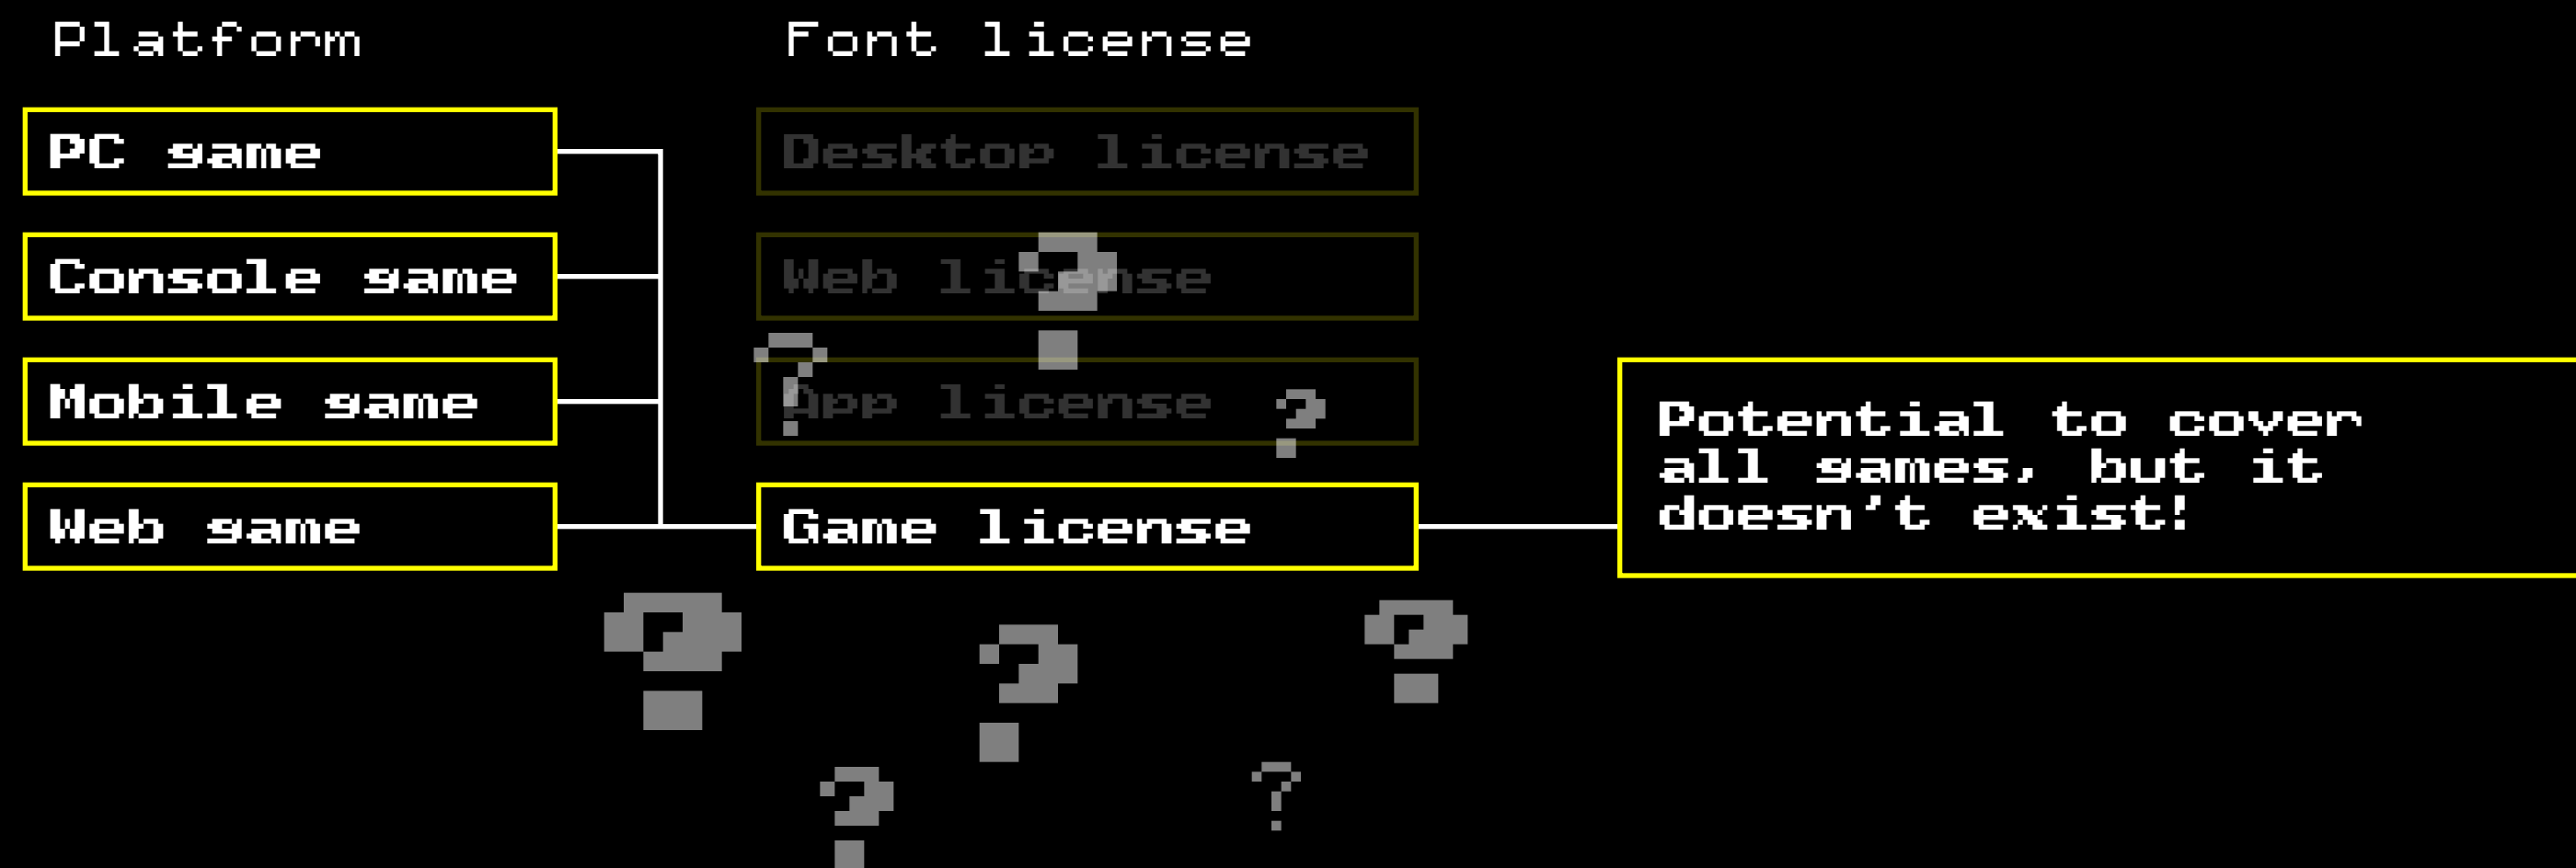 Platform
Font license
PC game
Desktop license
Console game
Web license
?
Mobile game
?
App license
?
Web game
Game license
Potential to cover
all games, but it
doesn't exist!
?
?
?
?
?